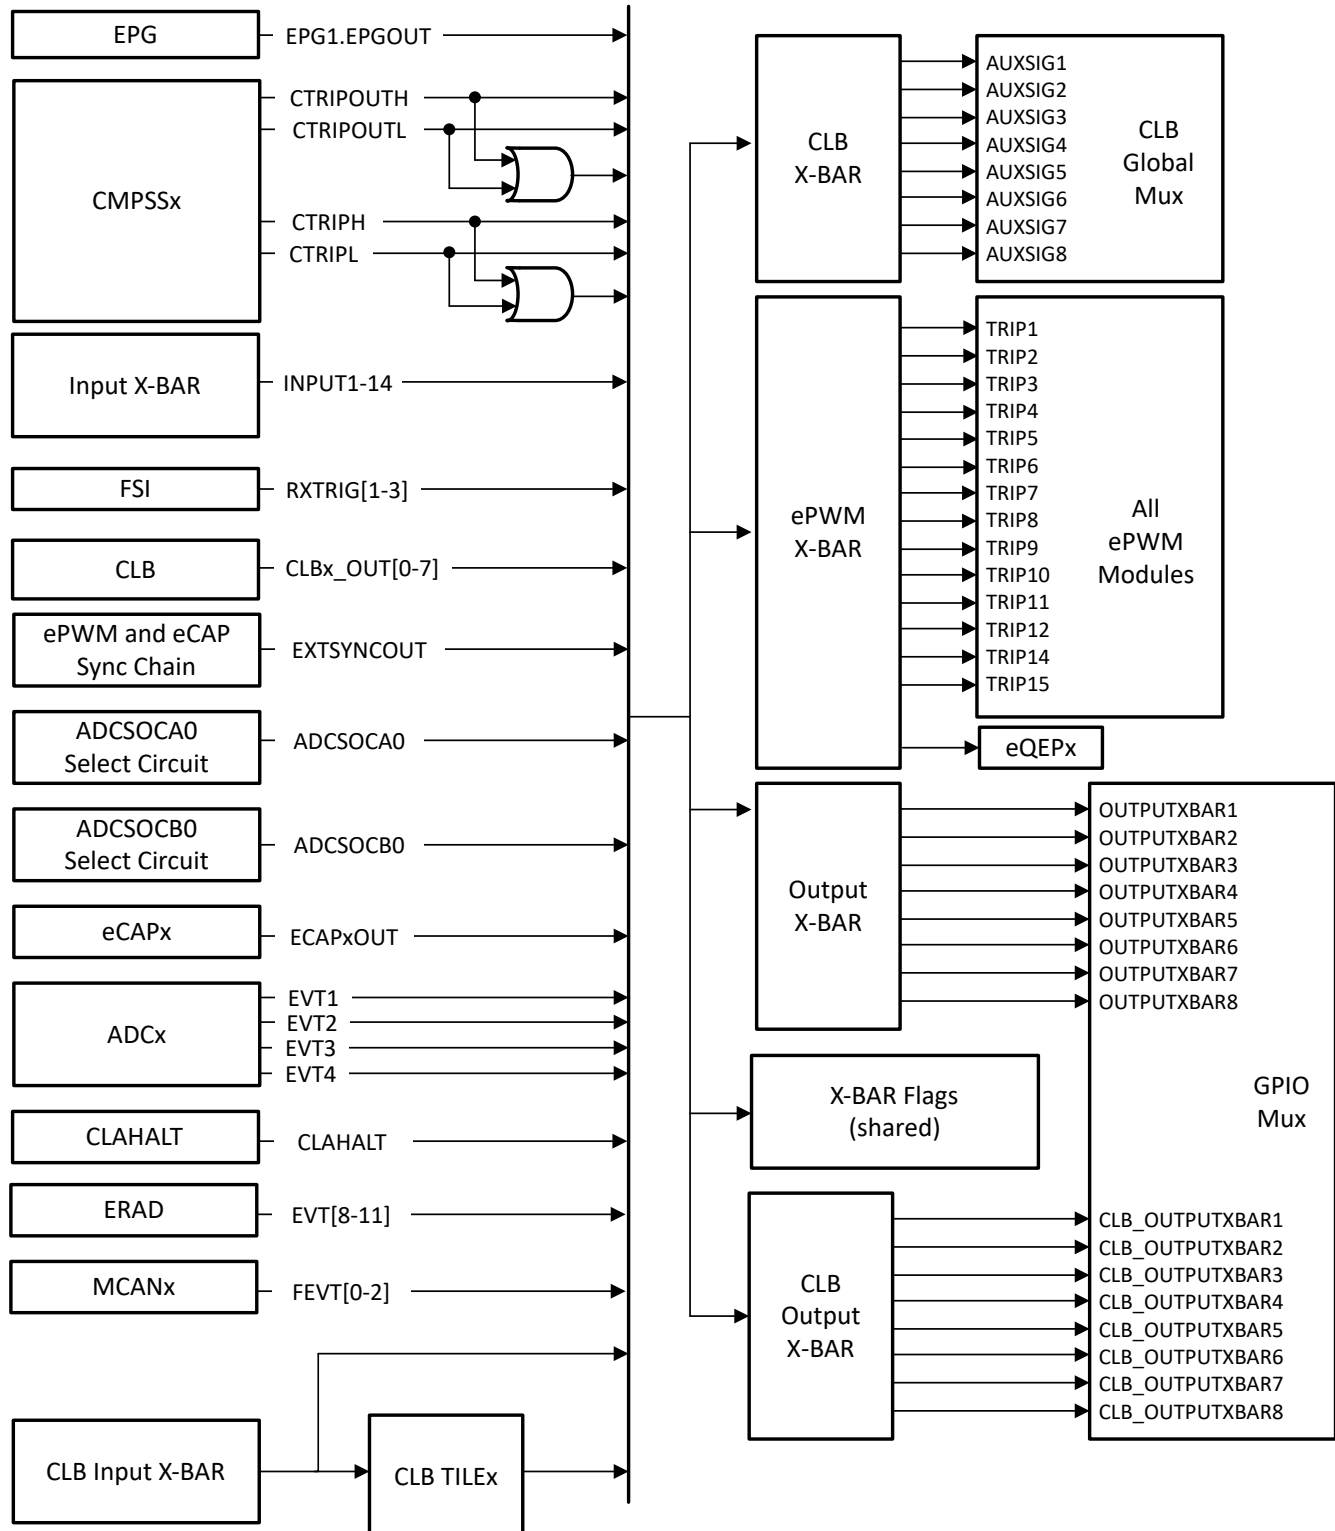 EPG
EPG1.EPGOUT
CMPSSx
CTRIPOUTH
CTRIPOUTL
CTRIPH
CTRIPL
Input X-BAR
INPUT1-14
FSI
RXTRIG[1-3]
CLB
CLBx_OUT[0-7]
ePWM and eCAP
Sync Chain
EXTSYNCOUT
ADCSOCA0
Select Circuit
ADCSOCA0
ADCSOCB0
Select Circuit
ADCSOCB0
eCAPx
ECAPxOUT
ADCx
EVT1
EVT2
EVT3
EVT4
CLAHALT
CLAHALT
ERAD
EVT[8-11]
MCANx
FEVT[0-2]
CLB Input X-BAR
CLB TILEx
CLB
X-BAR
AUXSIG1
AUXSIG2
AUXSIG3
AUXSIG4
AUXSIG5
AUXSIG6
AUXSIG7
AUXSIG8
CLB
Global
Mux
ePWM
X-BAR
TRIP1
TRIP2
TRIP3
TRIP4
TRIP5
TRIP6
TRIP7
TRIP8
TRIP9
TRIP10
TRIP11
TRIP12
TRIP14
TRIP15
All
ePWM
Modules
eQEPx
Output
X-BAR
OUTPUTXBAR1
OUTPUTXBAR2
OUTPUTXBAR3
OUTPUTXBAR4
OUTPUTXBAR5
OUTPUTXBAR6
OUTPUTXBAR7
OUTPUTXBAR8
X-BAR Flags
(shared)
GPIO
Mux
CLB
Output
X-BAR
CLB_OUTPUTXBAR1
CLB_OUTPUTXBAR2
CLB_OUTPUTXBAR3
CLB_OUTPUTXBAR4
CLB_OUTPUTXBAR5
CLB_OUTPUTXBAR6
CLB_OUTPUTXBAR7
CLB_OUTPUTXBAR8